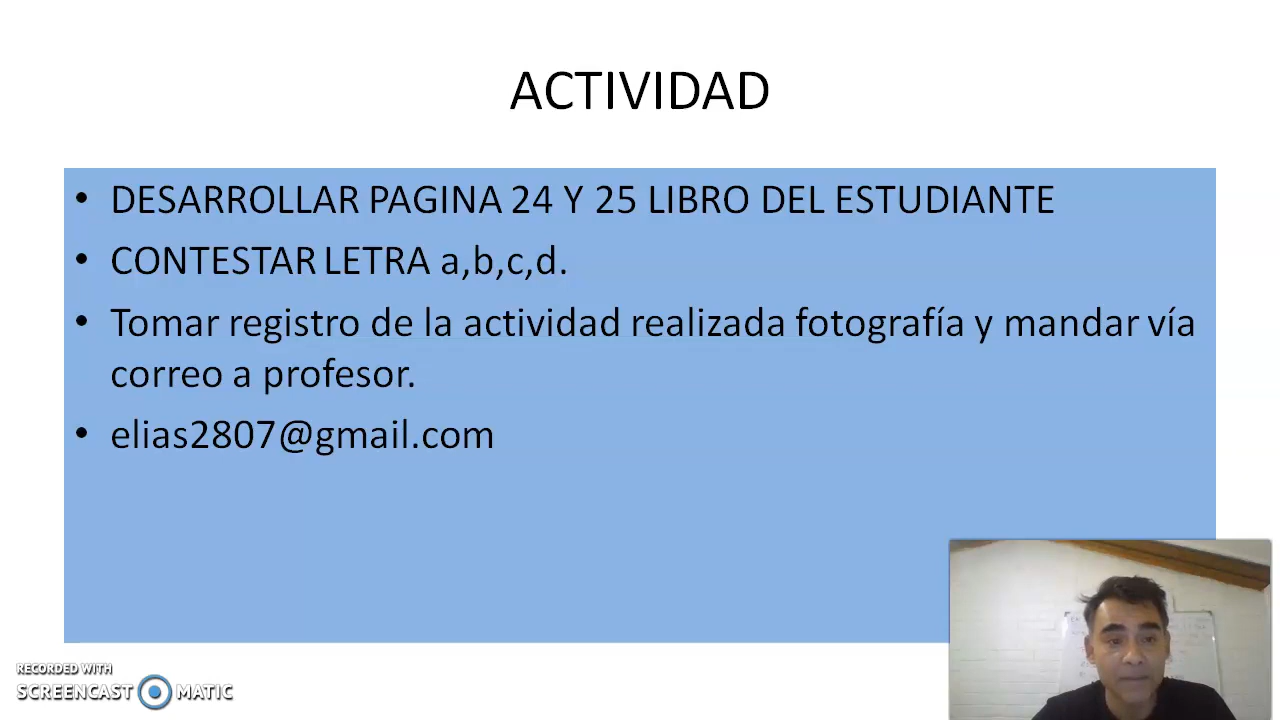 ACTIVIDAD
• DESARROLLAR PAGINA 24 Y 25 LIBRO DEL ESTUDIANTE
• CONTESTAR LETRA a,b,c,d.
• Tomar registro de la actividad realizada fotografía y mandar vía
correo a profesor.
• elias2807@gmail.com
RECORDED WITH
SCREENCAST MATIC